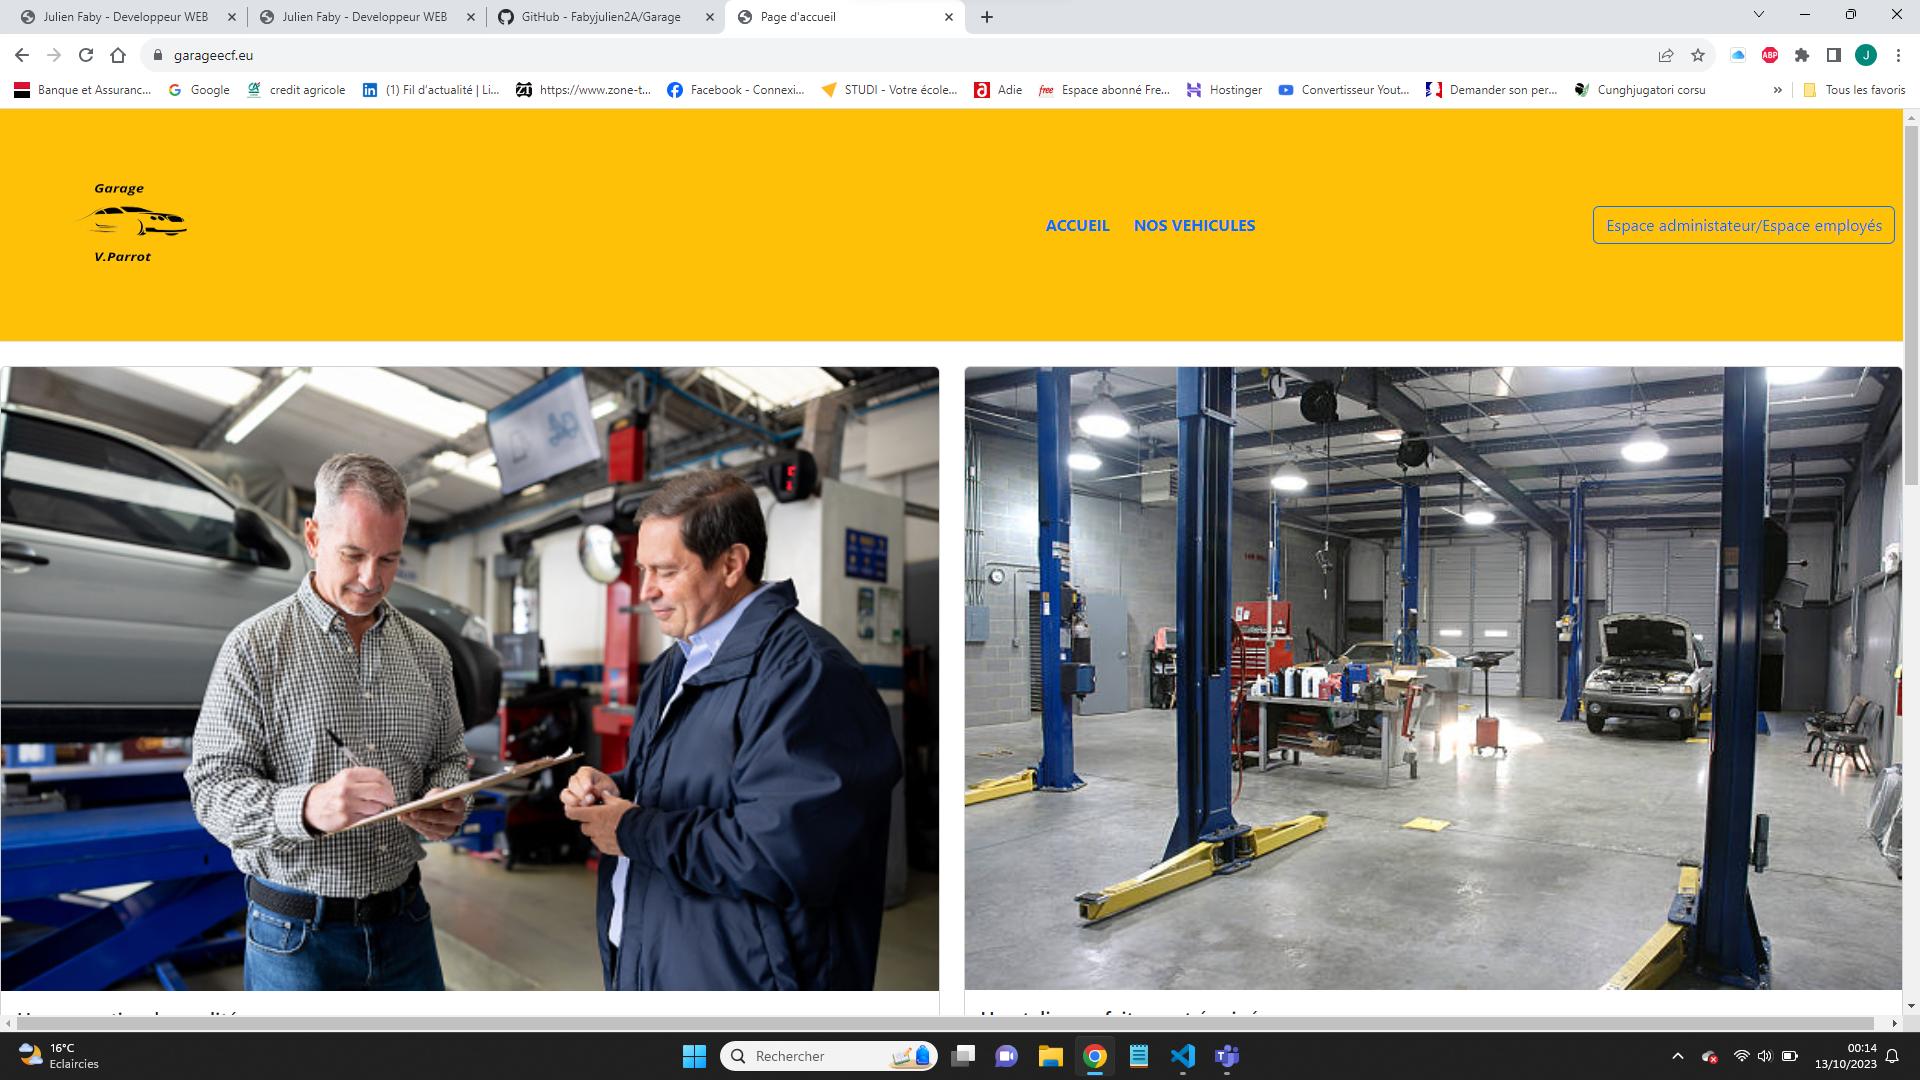 Julien Faby - Developpeur WEB
Julien Faby - Developpeur WEB
GitHub - Fabyjulien2A/Garage
Page d'accueil
garageecf.eu
ABP
J
Banque et Assuranc...
Google
credit agricole
(1) Fil d'actualité | Li...
https://www.zone-t...
Facebook - Connexi...
STUDI - Votre école...
Adie
free
Espace abonné Fre...
Hostinger
Convertisseur Yout...
Demander son per...
Cunghjugatori corsu
»
Tous les favoris
Garage
V.Parrot
ACCUEIL
NOS VEHICULES
Espace administateur/Espace employés
16°C
Eclaircies
Rechercher
00:14
13/10/2023